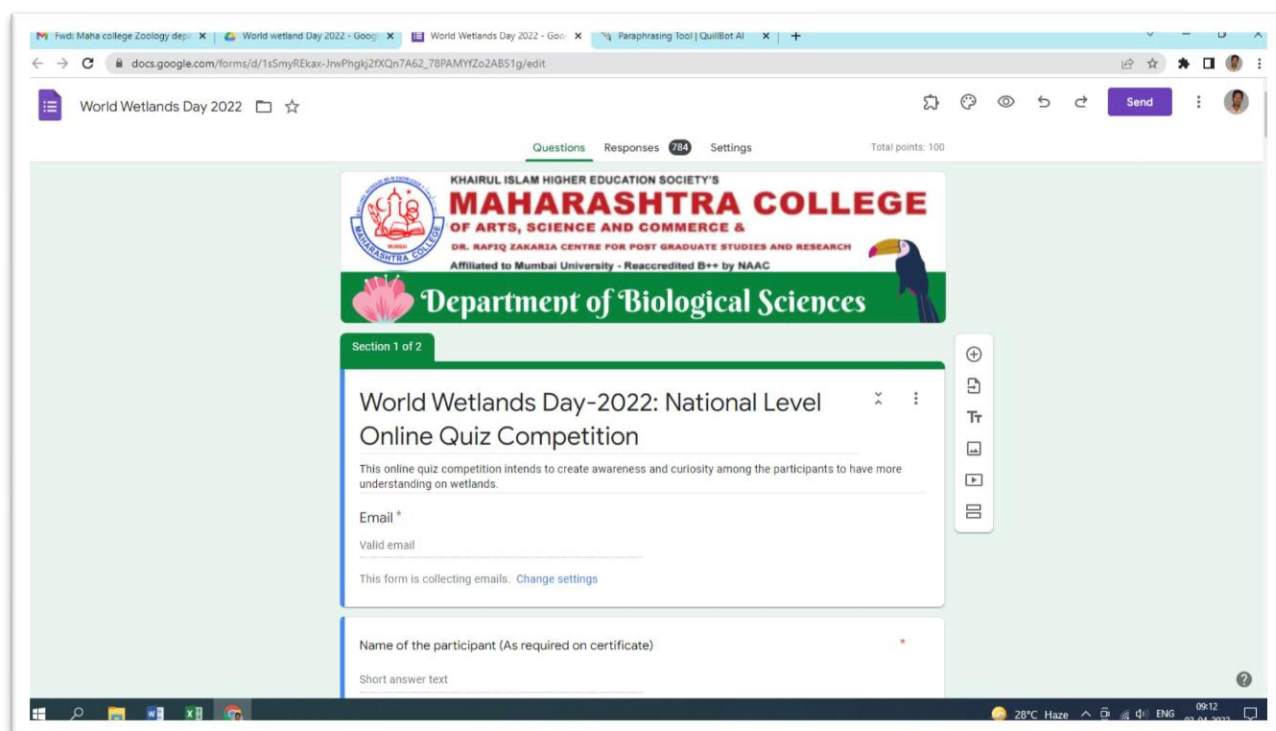 Fwd: Maha college Zoology dep
World wetland Day 2022 - Goog
World Wetlands Day 2022 - Goo
Paraphrasing Tool | QuillBot AI
docs.google.com/forms/d/1sSmyREkax-JrwPhgkj2fXQn7A62_78PAMYfZo2AB51g/edit
World Wetlands Day 2022
Send
Questions Responses 784 Settings
Total points: 100
KHAIRUL ISLAM HIGHER EDUCATION SOCIETY'S
MAHARASHTRA COLLEGE
OF ARTS, SCIENCE AND COMMERCE &
DR. RAFIQ ZAKARIA CENTRE FOR POST GRADUATE STUDIES AND RESEARCH
Affiliated to Mumbai University - Reaccredited B++ by NAAC
MAHARASHTRA COLLEGE
MUMBAI
Department of Biological Sciences
Section 1 of 2
World Wetlands Day-2022: National Level
Online Quiz Competition
This online quiz competition intends to create awareness and curiosity among the participants to have more
understanding on wetlands.
Email *
Valid email
This form is collecting emails. Change settings
Name of the participant (As required on certificate) *
Short answer text
28°C Haze
ENG
09:12